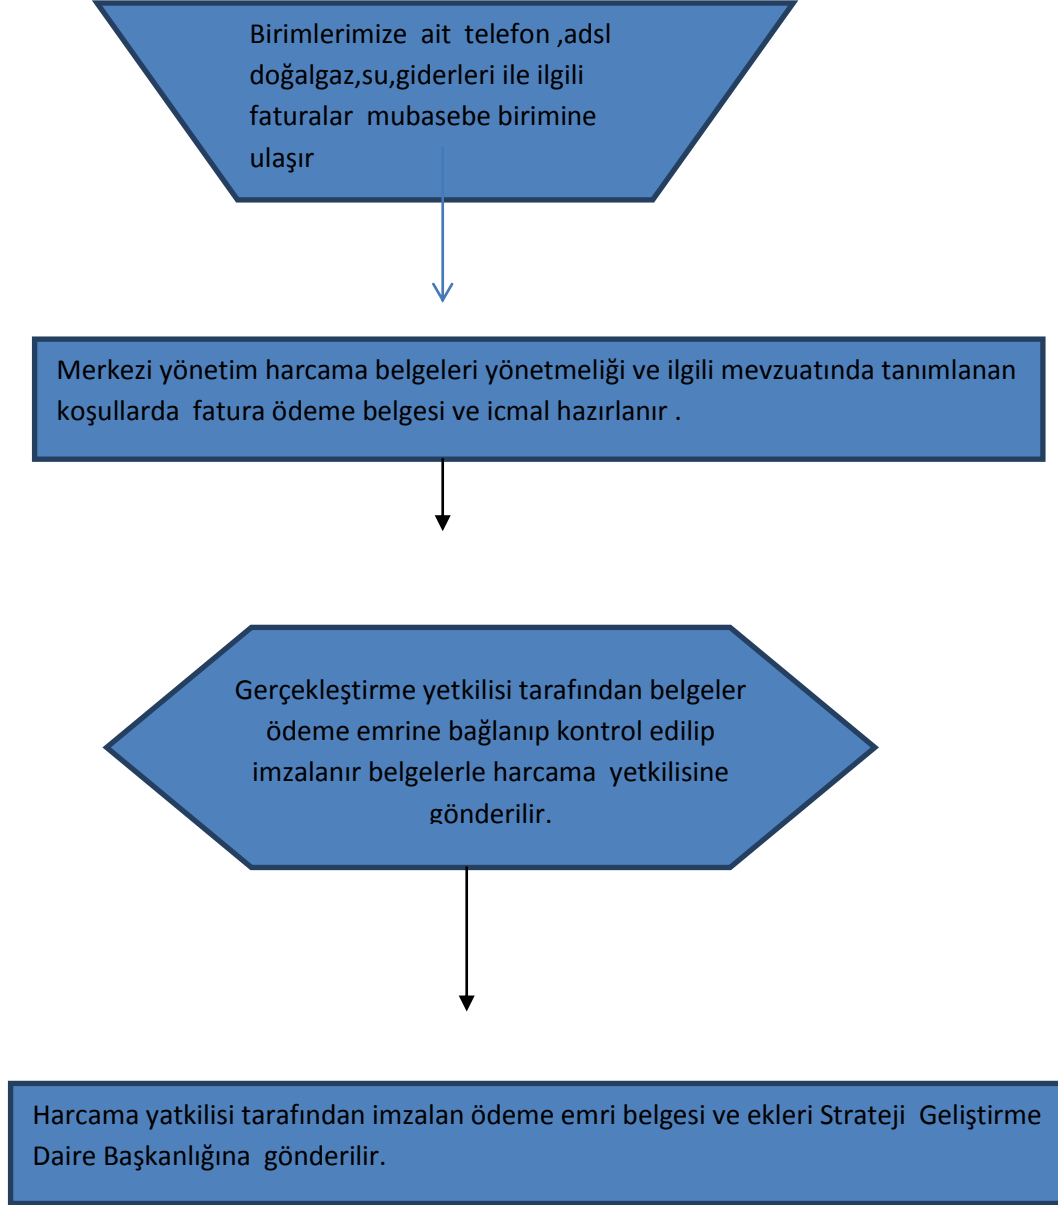 Birimlerimize ait telefon ,adsl
doğalgaz,su,giderleri ile ilgili
faturalar mubasebe birimine
ulaşır
Merkezi yönetim harcama belgeleri yönetmeliği ve ilgili mevzuatında tanımlanan
koşullarda fatura ödeme belgesi ve icmal hazırlanır .
Gerçekleştirme yetkilisi tarafından belgeler
ödeme emrine bağlanıp kontrol edilip
imzalanır belgelerle harcama yetkilisine
gönderilir.
Harcama yatkilisi tarafından imzalan ödeme emri belgesi ve ekleri Strateji Geliştirme
Daire Başkanlığına gönderilir.